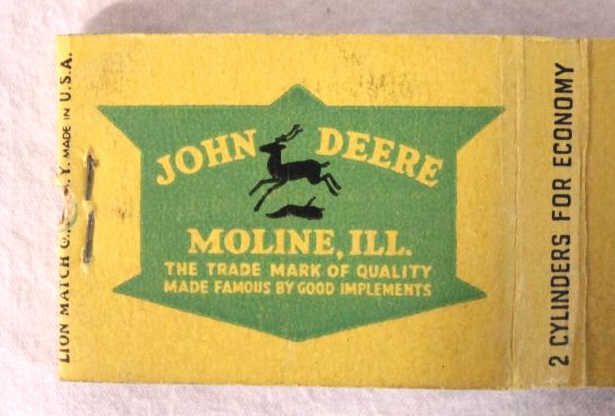 LION MATCH Y. MADE IN U.S.A.
JOHN DEERE
MOLINE, ILL.
THE TRADE MARK OF QUALITY
MADE FAMOUS BY GOOD IMPLEMENTS
2 CYLINDERS FOR ECONOMY